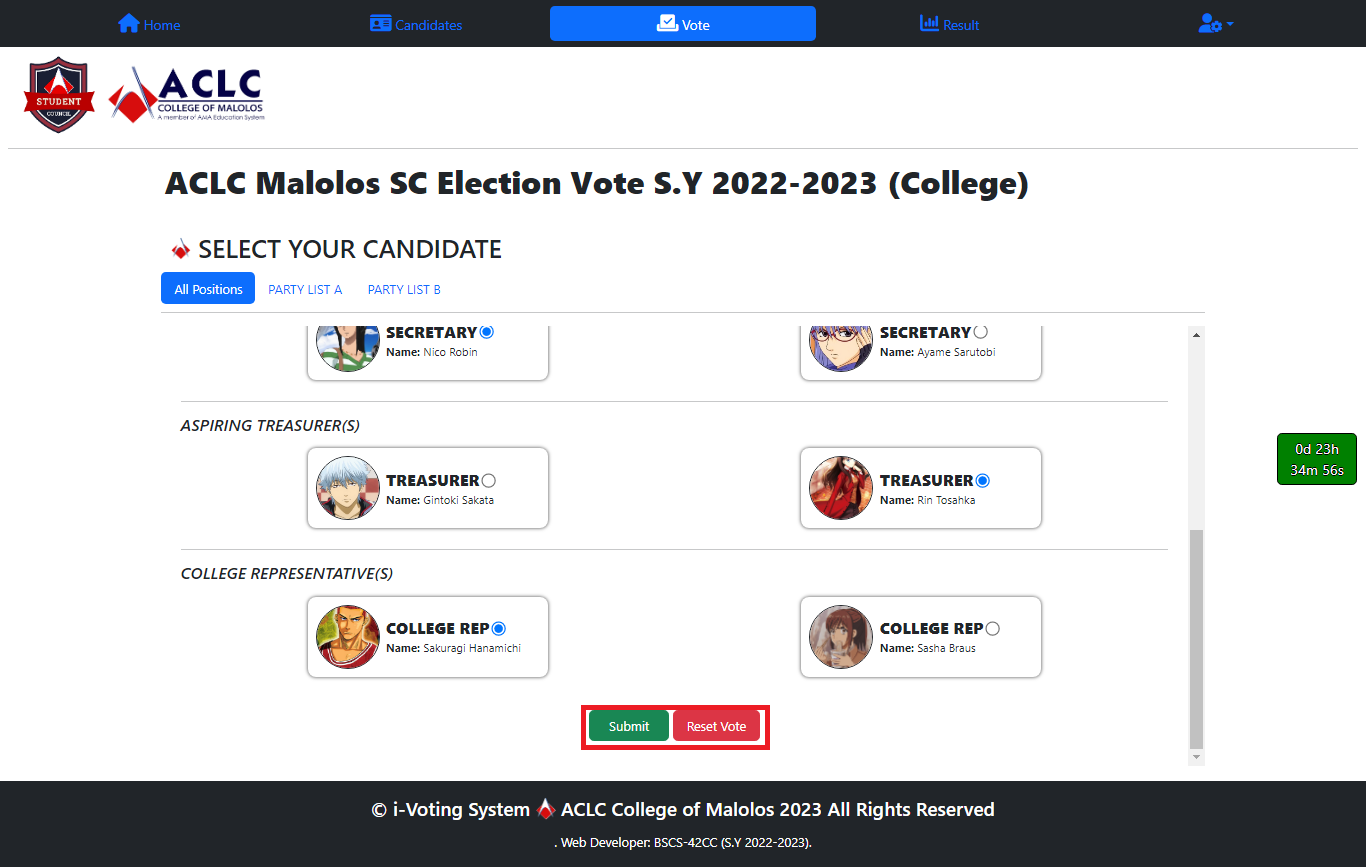 Home
Candidates
Vote
Result
STUDENT
COUNCIL
ACLC
COLLEGE OF MALOLOS
A member of AMA Education System
ACLC Malolos SC Election Vote S.Y 2022-2023 (College)
SELECT YOUR CANDIDATE
All Positions
PARTY LIST A
PARTY LIST B
SECRETARY
Name: Nico Robin
SECRETARY
Name: Ayame Sarutobi
ASPIRING TREASURER(S)
TREASURER
Name: Gintoki Sakata
TREASURER
Name: Rin Tosahka
0d 23h
34m 56s
COLLEGE REPRESENTATIVE(S)
COLLEGE REP
Name: Sakuragi Hanamichi
COLLEGE REP
Name: Sasha Braus
Submit
Reset Vote
© i-Voting System ACLC College of Malolos 2023 All Rights Reserved
. Web Developer: BSCS-42CC (S.Y 2022-2023).